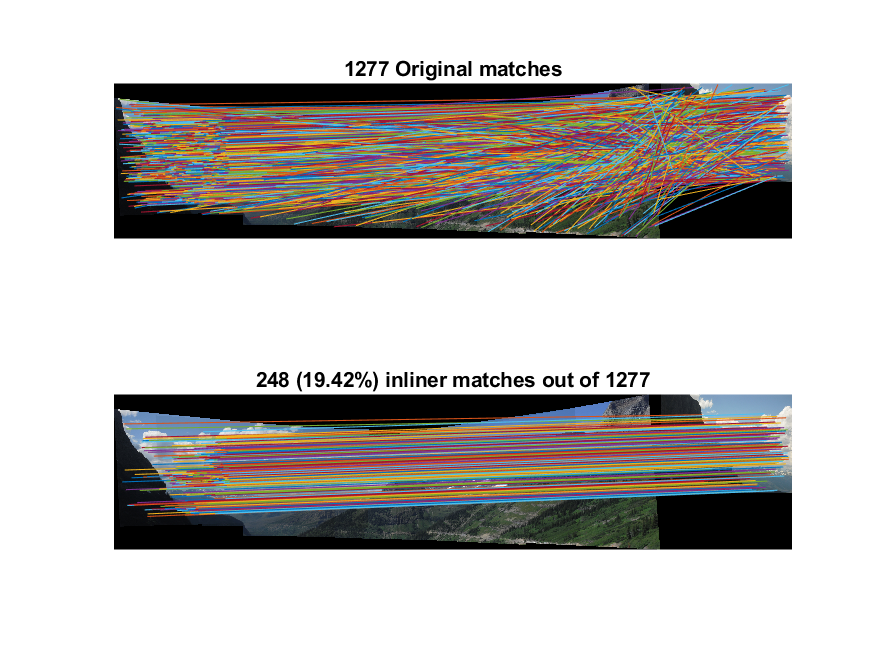 1277 Original matches
248 (19.42%) inliner matches out of 1277